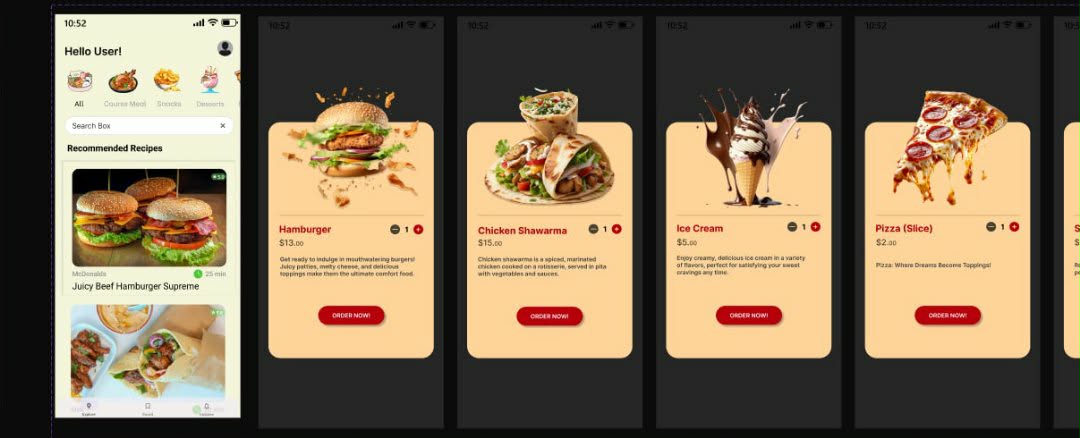 10:52
Hello User!
All
Course Meal
Snacks
Desserts
Search Box
Recommended Recipes
5.0
McDonalds
25 min
Juicy Beef Hamburger Supreme
5.0
Explore
10:52
Hamburger
1
$13.00
Get ready to indulge in mouthwatering burgers!
Juicy patties, melty cheese, and delicious
toppings make them the ultimate comfort food.
ORDER NOW!
10:52
Chicken Shawarma
1
$15.00
Chicken shawarma is a spiced, marinated
chicken cooked on a rotisserie, served in pita
with vegetables and sauces.
ORDER NOW!
10:52
Ice Cream
1
$5.00
Enjoy creamy, delicious ice cream in a variety
of flavors, perfect for satisfying your sweet
cravings any time.
ORDER NOW!
10:52
Pizza (Slice)
1
$2.00
Pizza: Where Dreams Become Toppings!
ORDER NOW!